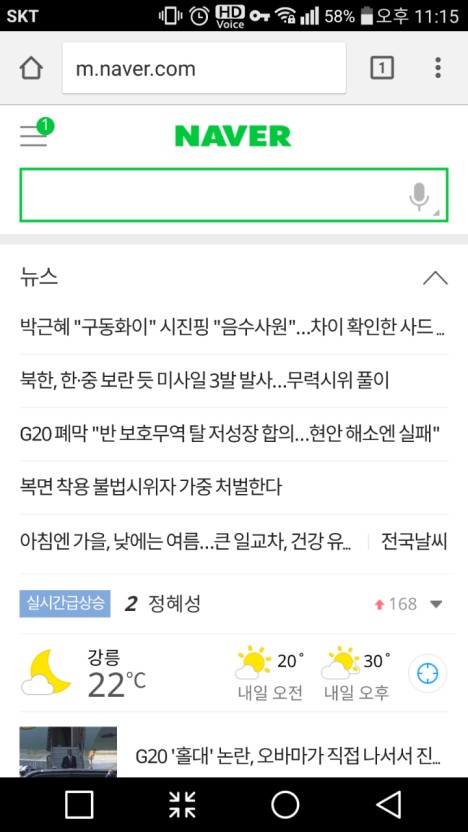 SKT HD Voice 58% 오후 11:15
m.naver.com 1
1 NAVER
뉴스
박근혜 "구동화이" 시진핑 "음수사원"...차이 확인한 사드 ...
북한, 한·중 보란 듯 미사일 3발 발사...무력시위 풀이
G20 폐막 "반 보호무역 탈 저성장 합의...현안 해소엔 실패"
복면 착용 불법시위자 가중 처벌한다
아침엔 가을, 낮에는 여름...큰 일교차, 건강 유... 전국날씨
실시간급상승 2 정혜성 168
강릉 20° 30°
22℃ 내일 오전 내일 오후
G20 '홀대' 논란, 오바마가 직접 나서서 진...